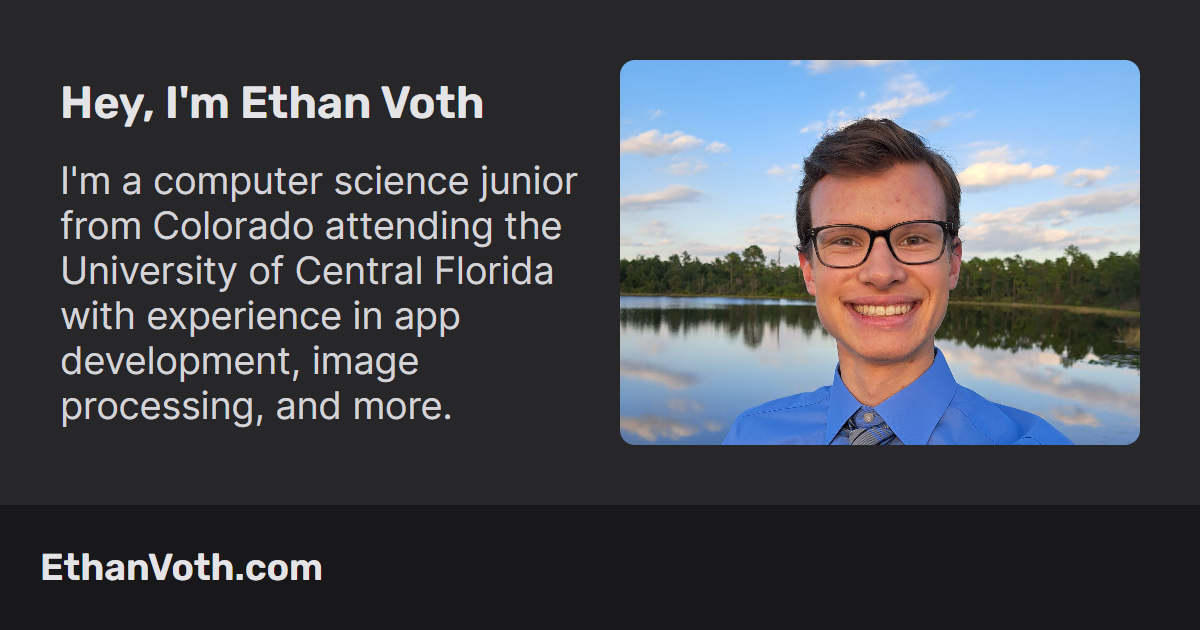 Hey, I'm Ethan Voth
I'm a computer science junior
from Colorado attending the
University of Central Florida
with experience in app
development, image
processing, and more.
EthanVoth.com